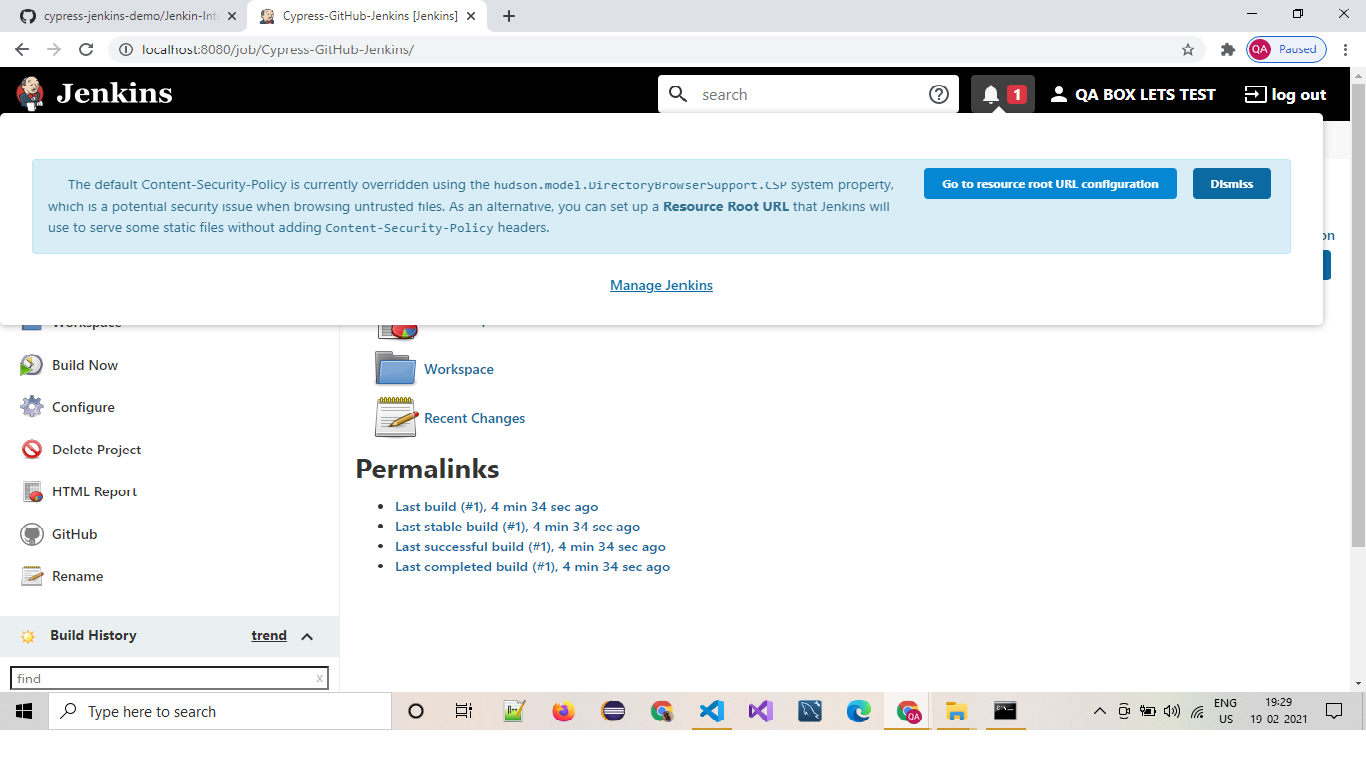 cypress-jenkins-demo/Jenkin-Inte
Cypress-GitHub-Jenkins [Jenkins]
localhost:8080/job/Cypress-GitHub-Jenkins/
QA Paused
Jenkins
search
1
QA BOX LETS TEST
log out
The default Content-Security-Policy is currently overridden using the hudson.model.DirectoryBrowserSupport.CSP system property,
which is a potential security issue when browsing untrusted files. As an alternative, you can set up a Resource Root URL that Jenkins will
use to serve some static files without adding Content-Security-Policy headers.
Go to resource root URL configuration
Dismiss
on
Manage Jenkins
Workspace
Build Now
Configure
Delete Project
HTML Report
GitHub
Rename
Workspace
Recent Changes
Permalinks
Last build (#1), 4 min 34 sec ago
Last stable build (#1), 4 min 34 sec ago
Last successful build (#1), 4 min 34 sec ago
Last completed build (#1), 4 min 34 sec ago
Build History
trend
find
x
Type here to search
QA
ENG
US
19:29
19-02-2021